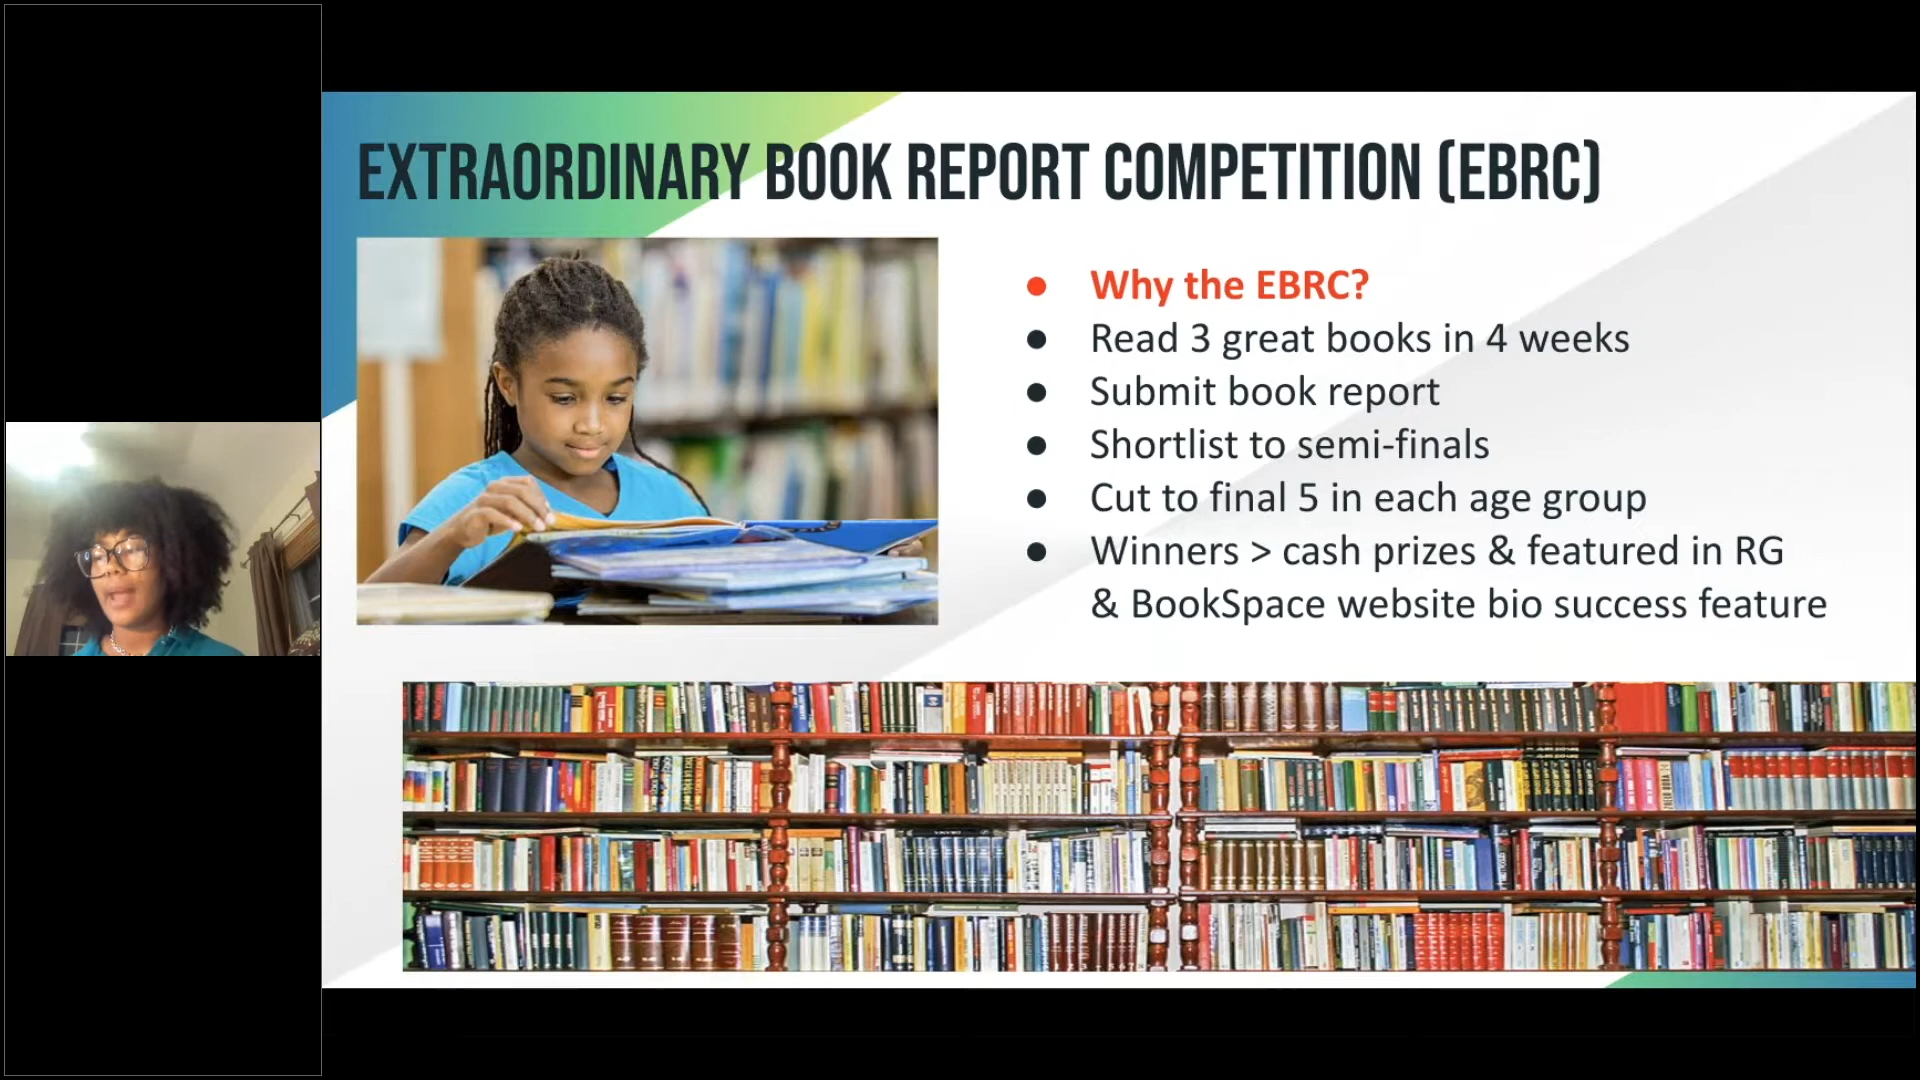 EXTRAORDINARY BOOK REPORT COMPETITION (EBRC)
● Why the EBRC?
● Read 3 great books in 4 weeks
● Submit book report
● Shortlist to semi-finals
● Cut to final 5 in each age group
● Winners > cash prizes & featured in RG
& BookSpace website bio success feature